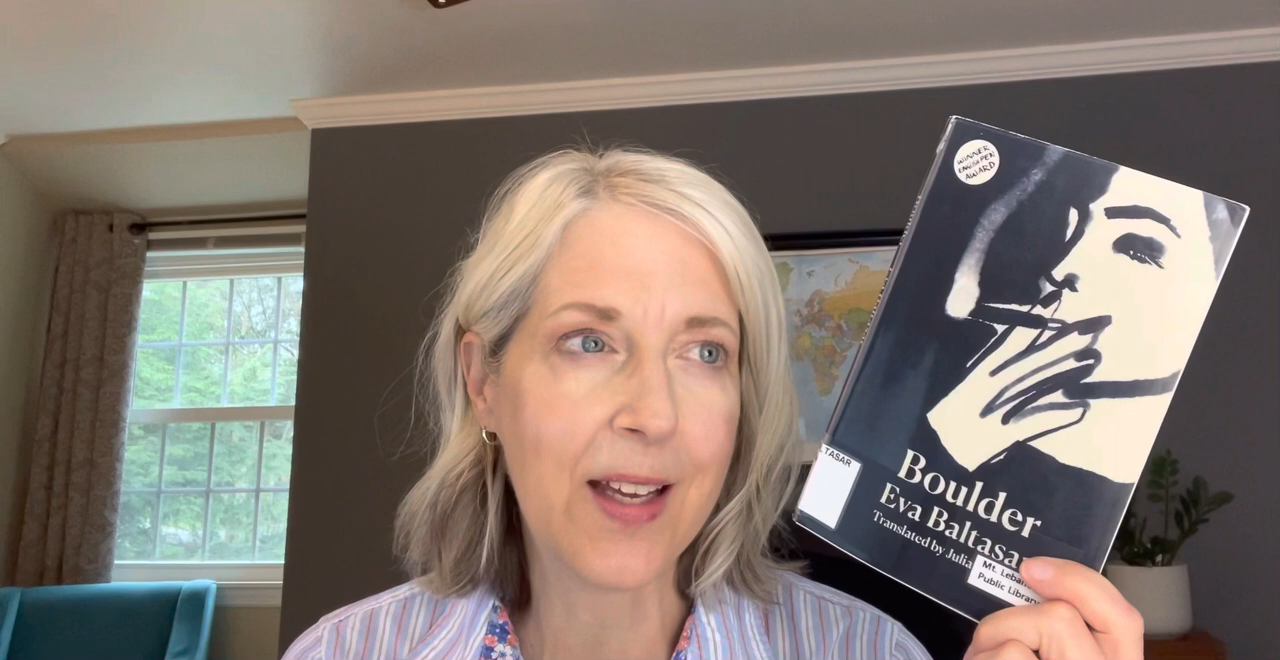 WINNER
ENGLISH PEN
AWARD
LTASAR
Boulder
Eva Baltasar
Translated by Julia
Mt. Leban
Public Library